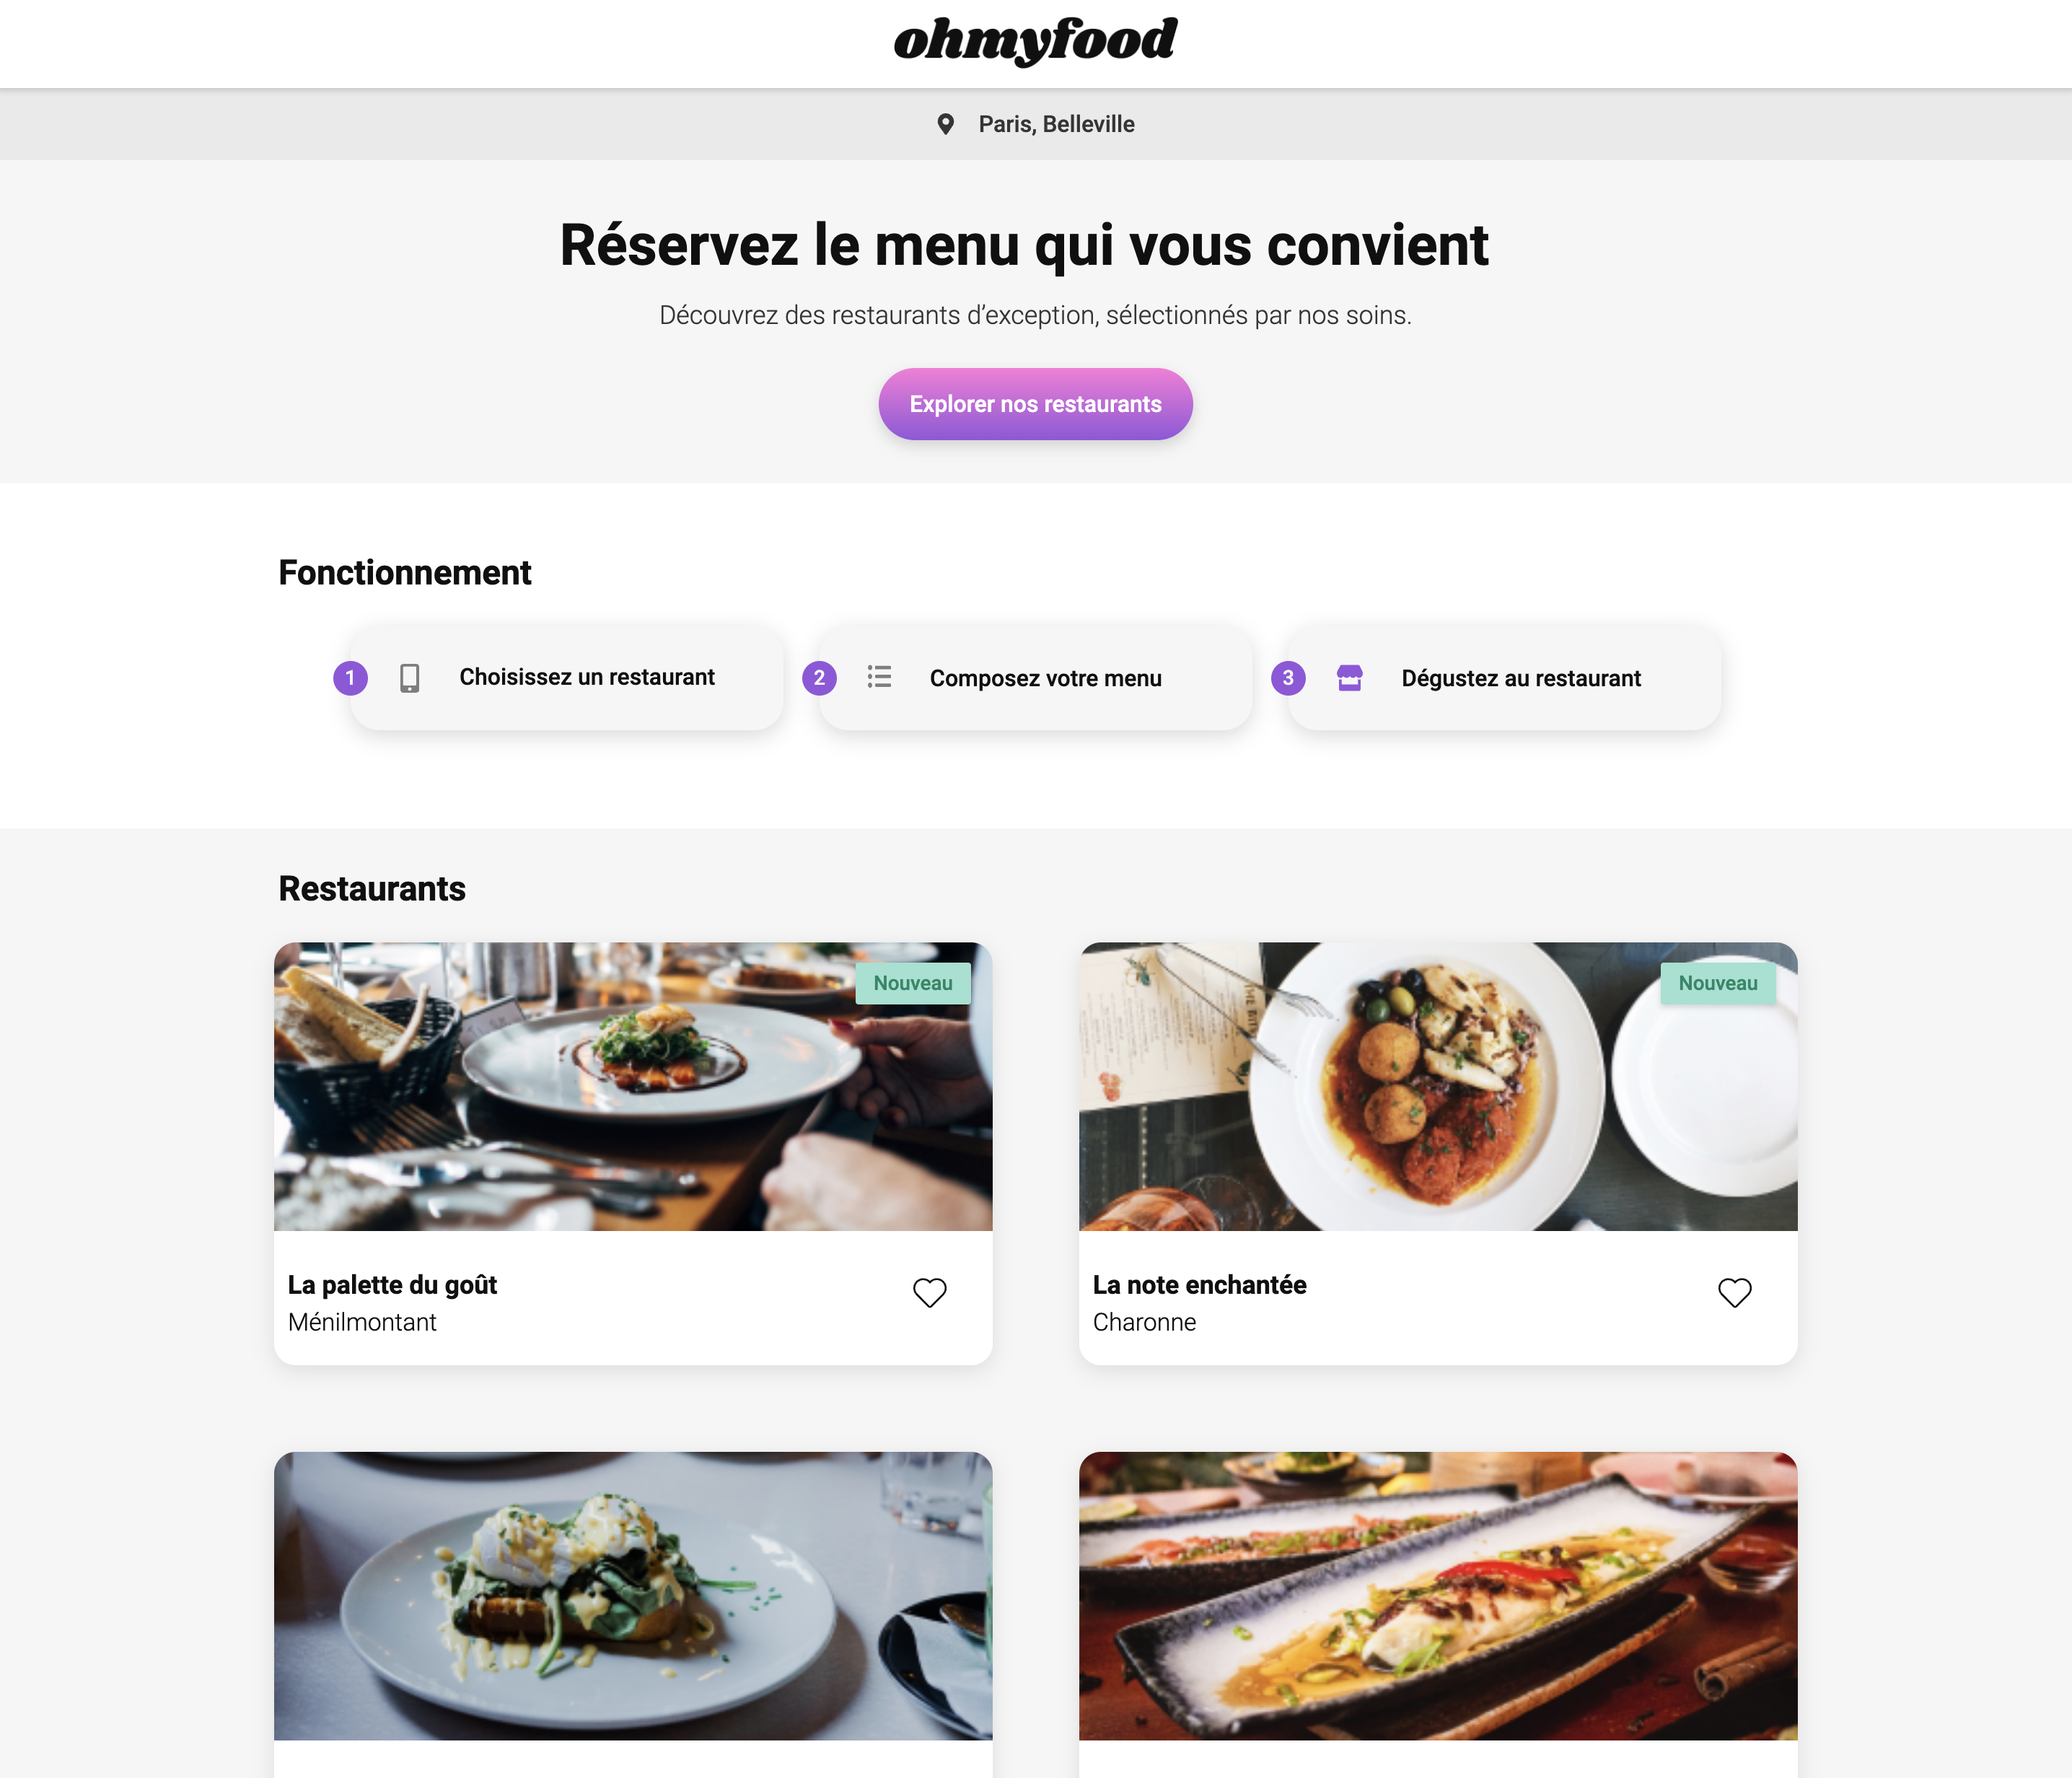 ohmyfood
Paris, Belleville
Réservez le menu qui vous convient
Découvrez des restaurants d’exception, sélectionnés par nos soins.
Explorer nos restaurants
Fonctionnement
1 Choisissez un restaurant
2 Composez votre menu
3 Dégustez au restaurant
Restaurants
Nouveau
La palette du goût
Ménilmontant
Nouveau
La note enchantée
Charonne